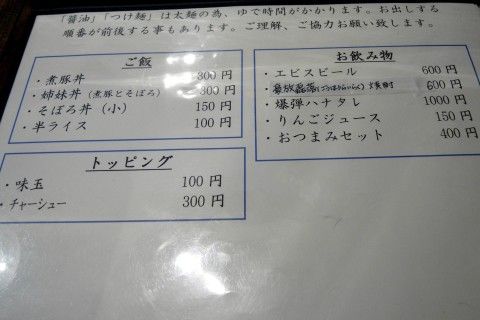 「醤油」「つけ麺」は太麺の為、ゆで時間がかかります。お出しする
順番が前後する事もあります。ご理解、ご協力お願い致します。
ご飯
・煮豚丼 300円
・姉妹丼（煮豚とそぼろ） 300円
・そぼろ丼（小） 150円
・半ライス 100円
トッピング
・味玉 100円
・チャーシュー 300円
お飲み物
・エビスビール 600円
600円
・爆弾ハナタレ 1000円
・りんごジュース 150円
・おつまみセット 400円